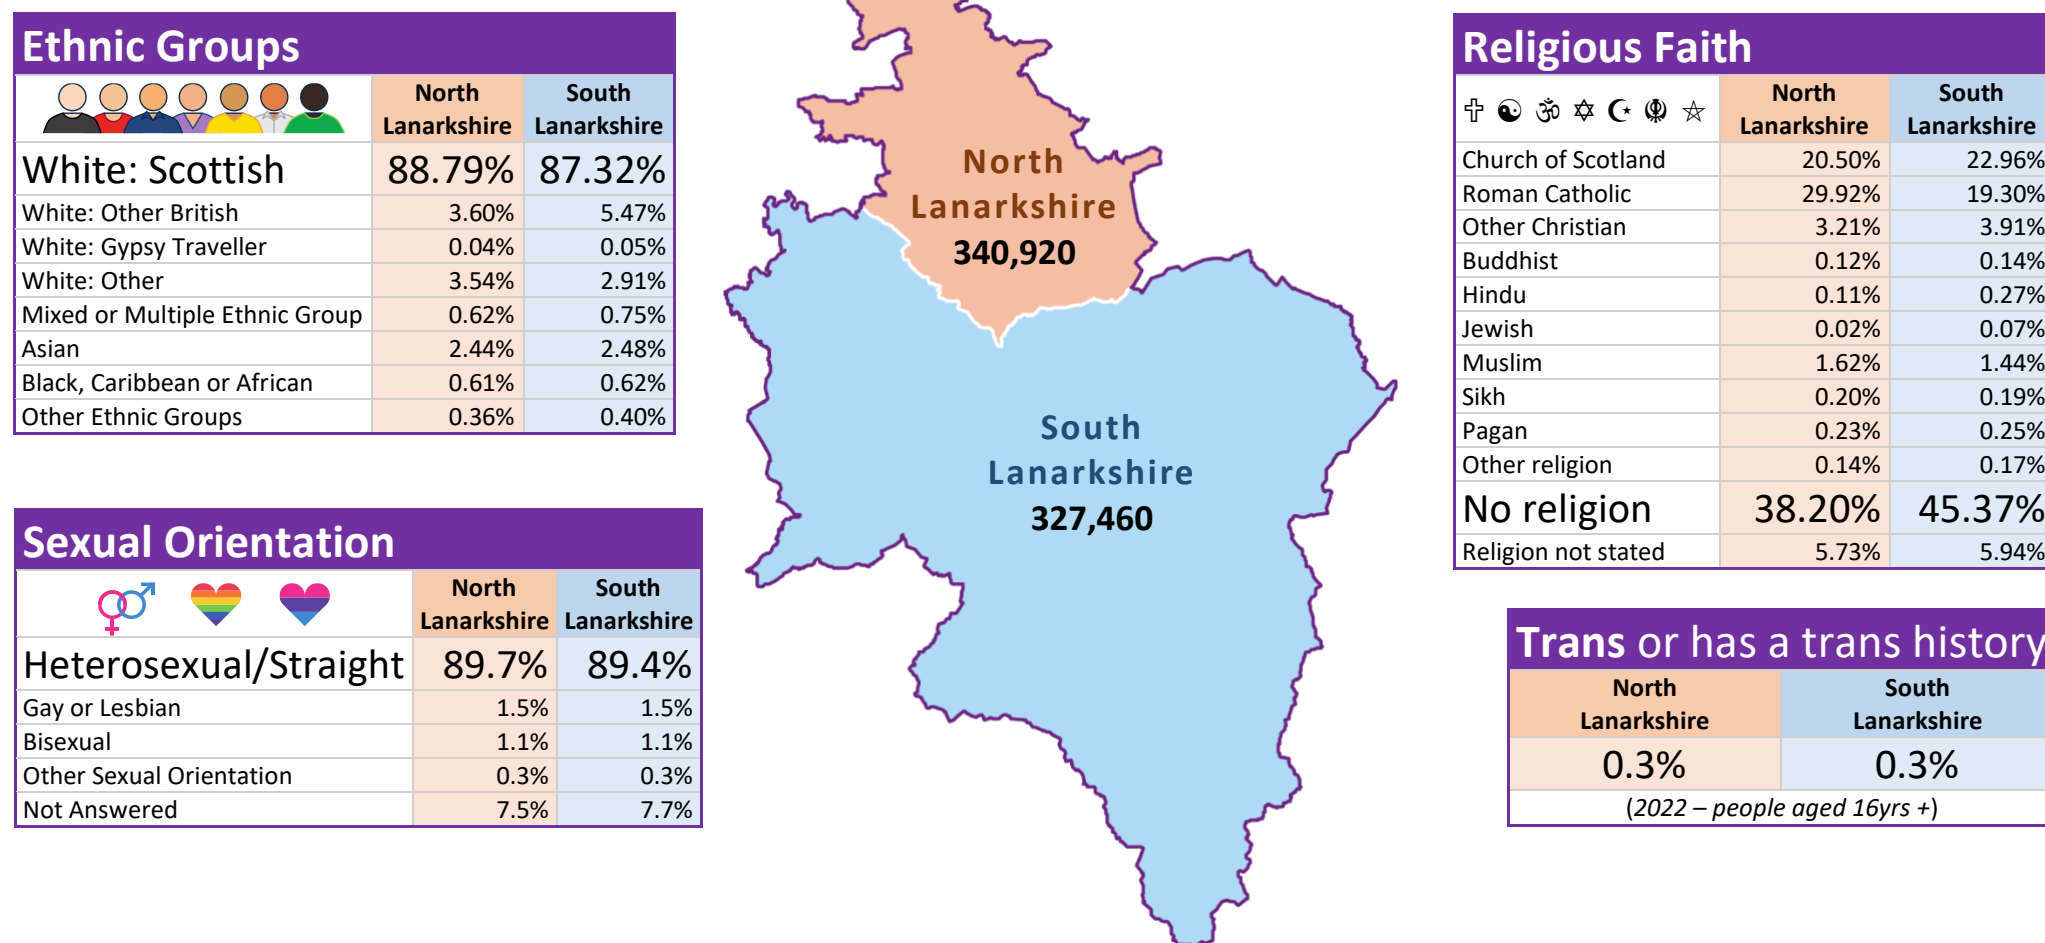 Ethnic Groups
North Lanarkshire South Lanarkshire
White: Scottish 88.79% 87.32%
White: Other British 3.60% 5.47%
White: Gypsy Traveller 0.04% 0.05%
White: Other 3.54% 2.91%
Mixed or Multiple Ethnic Group 0.62% 0.75%
Asian 2.44% 2.48%
Black, Caribbean or African 0.61% 0.62%
Other Ethnic Groups 0.36% 0.40%
Sexual Orientation
North Lanarkshire South Lanarkshire
Heterosexual/Straight 89.7% 89.4%
Gay or Lesbian 1.5% 1.5%
Bisexual 1.1% 1.1%
Other Sexual Orientation 0.3% 0.3%
Not Answered 7.5% 7.7%
North
Lanarkshire
340,920
South
Lanarkshire
327,460
Religious Faith
North Lanarkshire South Lanarkshire
Church of Scotland 20.50% 22.96%
Roman Catholic 29.92% 19.30%
Other Christian 3.21% 3.91%
Buddhist 0.12% 0.14%
Hindu 0.11% 0.27%
Jewish 0.02% 0.07%
Muslim 1.62% 1.44%
Sikh 0.20% 0.19%
Pagan 0.23% 0.25%
Other religion 0.14% 0.17%
No religion 38.20% 45.37%
Religion not stated 5.73% 5.94%
Trans or has a trans history
North Lanarkshire South Lanarkshire
0.3% 0.3%
(2022 – people aged 16yrs +)